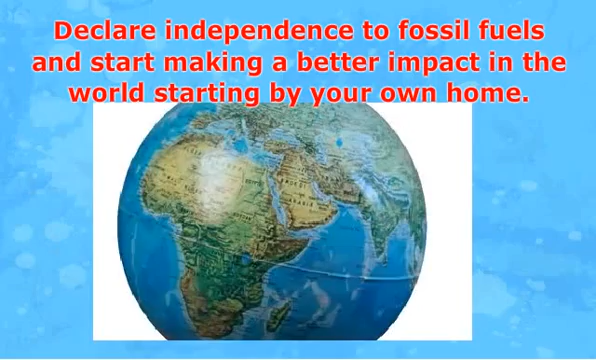 Declare independence to fossil fuels
and start making a better impact in the
world starting by your own home.